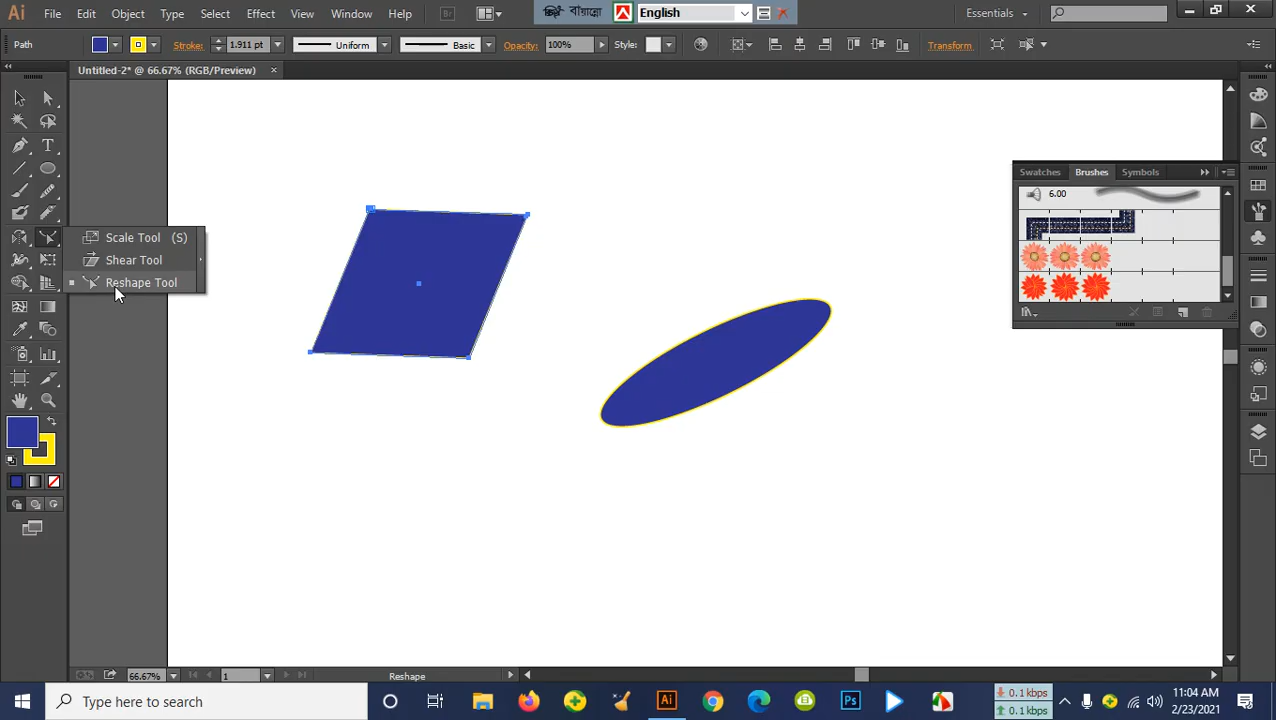 Ai File Edit Object Type Select Effect View Window Help Br English Essentials
Path Stroke: 1.911 pt Uniform Basic Opacity: 100% Style: Transform
Untitled-2* @ 66.67% (RGB/Preview) ×
Swatches Brushes Symbols
6.00
Scale Tool (S)
Shear Tool
Reshape Tool
66.67% 1 Reshape
Type here to search Ai Ps 0.1 kbps 0.1 kbps 11:04 AM 2/23/2021